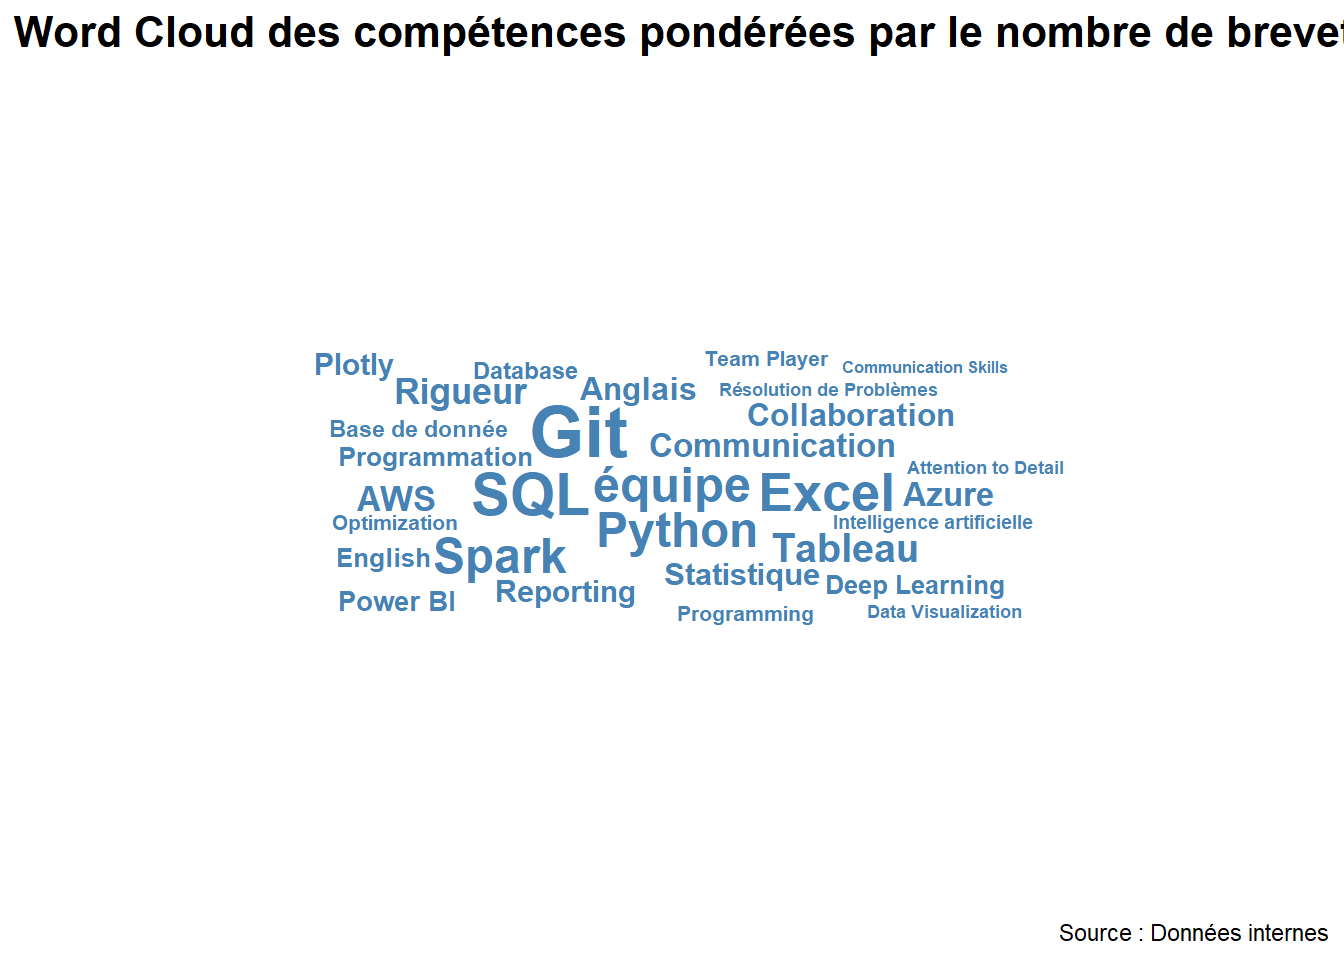 Word Cloud des compétences pondérées par le nombre de
Plotly
Database
Team Player
Communication Skills
Rigueur
Anglais
Résolution de Problèmes
Collaboration
Base de donnée
Git
Communication
Programmation
Attention to Detail
AWS
SQL
équipe
Excel
Azure
Optimization
Python
Intelligence artificielle
English
Spark
Tableau
Statistique
Deep Learning
Power BI
Reporting
Programming
Data Visualization
Source : Données internes